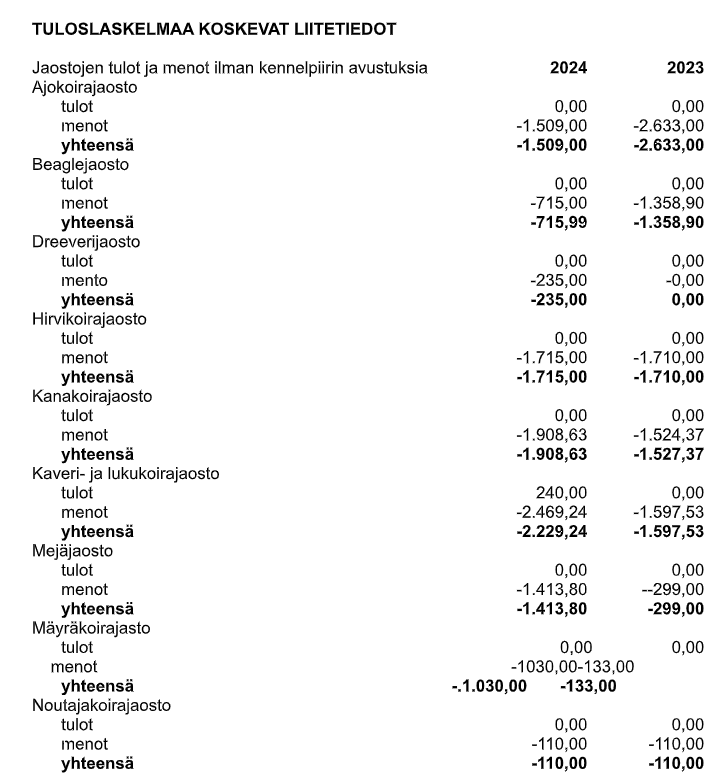 TULOSLASKELMAA KOSKEVAT LIITETIEDOT
Jaostojen tulot ja menot ilman kennelpiirin avustuksia 2024 2023
Ajokoirajaosto
tulot 0,00 0,00
menot -1.509,00 -2.633,00
yhteensä -1.509,00 -2.633,00
Beaglejaosto
tulot 0,00 0,00
menot -715,00 -1.358,90
yhteensä -715,99 -1.358,90
Dreeverijaosto
tulot 0,00 0,00
mento -235,00 -0,00
yhteensä -235,00 0,00
Hirvikoirajaosto
tulot 0,00 0,00
menot -1.715,00 -1.710,00
yhteensä -1.715,00 -1.710,00
Kanakoirajaosto
tulot 0,00 0,00
menot -1.908,63 -1.524,37
yhteensä -1.908,63 -1.527,37
Kaveri- ja lukukoirajaosto
tulot 240,00 0,00
menot -2.469,24 -1.597,53
yhteensä -2.229,24 -1.597,53
Mejäjaosto
tulot 0,00 0,00
menot -1.413,80 --299,00
yhteensä -1.413,80 -299,00
Mäyräkoirajasto
tulot 0,00 0,00
menot -1030,00-133,00
yhteensä -.1.030,00 -133,00
Noutajakoirajaosto
tulot 0,00 0,00
menot -110,00 -110,00
yhteensä -110,00 -110,00